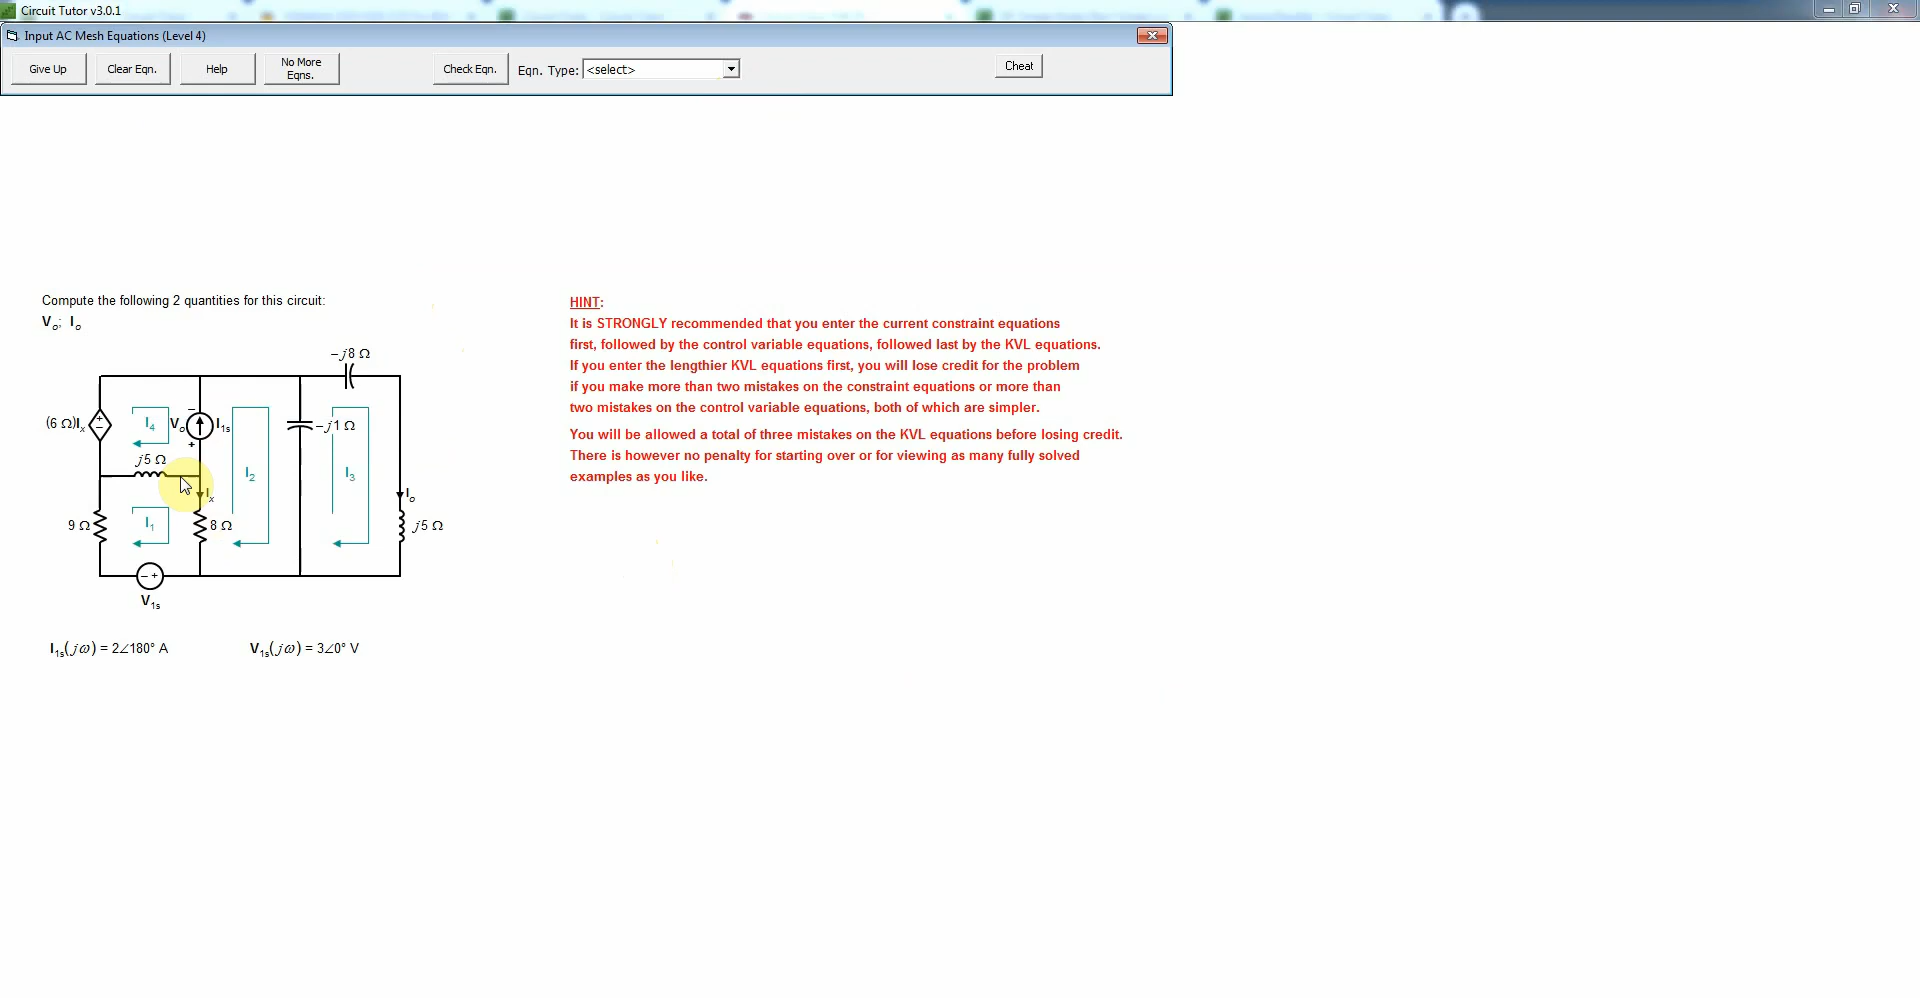 Circuit Tutor v3.0.1
Input AC Mesh Equations (Level 4)
Give Up
Clear Eqn.
Help
No More
Eqns.
Check Eqn.
Eqn. Type:
<select>
Cheat
Compute the following 2 quantities for this circuit:
Vo; Io
HINT:
It is STRONGLY recommended that you enter the current constraint equations
first, followed by the control variable equations, followed last by the KVL equations.
If you enter the lengthier KVL equations first, you will lose credit for the problem
if you make more than two mistakes on the constraint equations or more than
two mistakes on the control variable equations, both of which are simpler.
You will be allowed a total of three mistakes on the KVL equations before losing credit.
There is however no penalty for starting over or for viewing as many fully solved
examples as you like.
−j8 Ω
(6 Ω)Ix
+
−
I4
−
Vo
+
I1s
−j1 Ω
j5 Ω
I2
I3
Ix
Io
9 Ω
I1
8 Ω
j5 Ω
− +
V1s
I1s(jω) = 2∠180° A
V1s(jω) = 3∠0° V